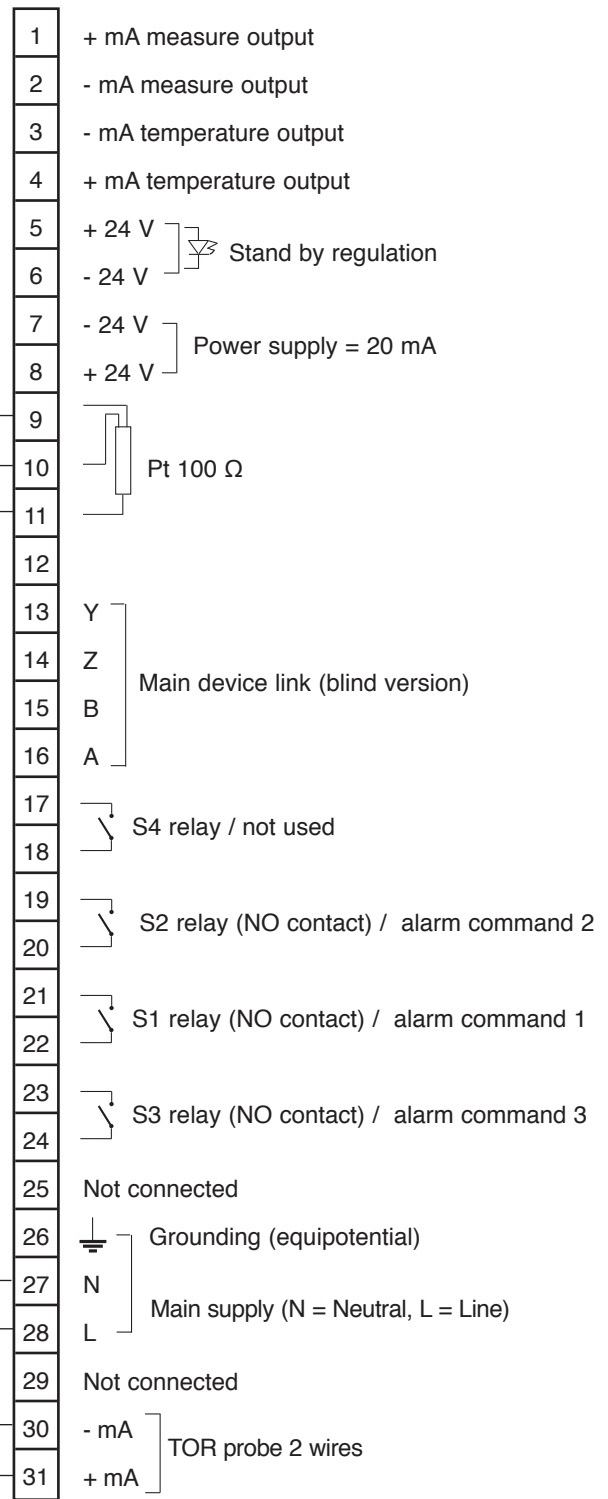 1 + mA measure output
2 - mA measure output
3 - mA temperature output
4 + mA temperature output
5 + 24 V
Stand by regulation
6 - 24 V
7 - 24 V
Power supply = 20 mA
8 + 24 V
9
10 Pt 100 Ω
11
12
13 Y
14 Z
Main device link (blind version)
15 B
16 A
17
S4 relay / not used
18
19
S2 relay (NO contact) / alarm command 2
20
21
S1 relay (NO contact) / alarm command 1
22
23
S3 relay (NO contact) / alarm command 3
24
25 Not connected
26 Grounding (equipotential)
27 N
Main supply (N = Neutral, L = Line)
28 L
29 Not connected
30 - mA
TOR probe 2 wires
31 + mA